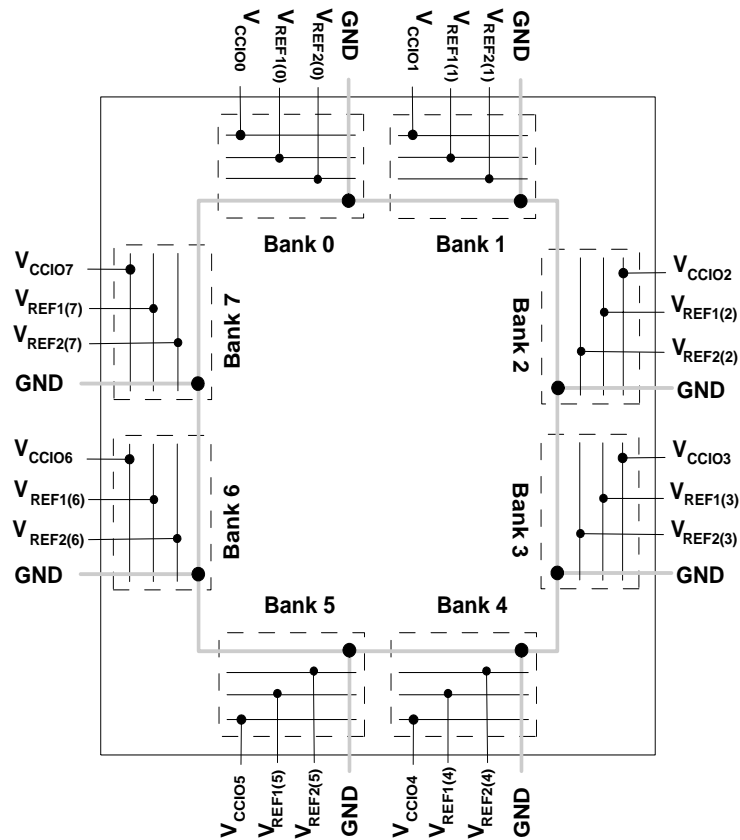 VCCIO0
VREF1(0)
VREF2(0)
GND
VCCIO1
VREF1(1)
VREF2(1)
GND
Bank 0
Bank 1
VCCIO7
VREF1(7)
VREF2(7)
GND
Bank 7
Bank 2
VCCIO2
VREF1(2)
VREF2(2)
GND
VCCIO6
VREF1(6)
VREF2(6)
GND
Bank 6
Bank 3
VCCIO3
VREF1(3)
VREF2(3)
GND
Bank 5
Bank 4
VCCIO5
VREF1(5)
VREF2(5)
GND
VCCIO4
VREF1(4)
VREF2(4)
GND